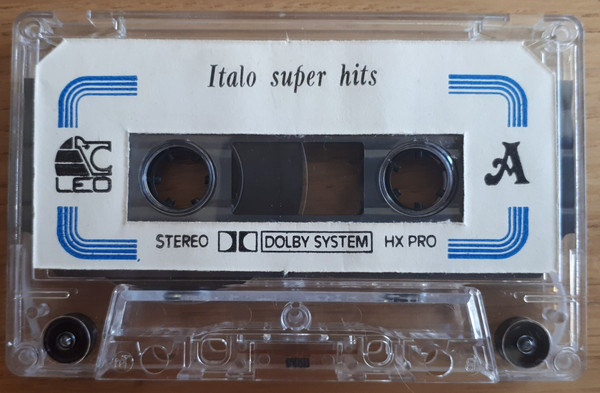 Italo super hits
LEO
A
STEREO DOLBY SYSTEM HX PRO